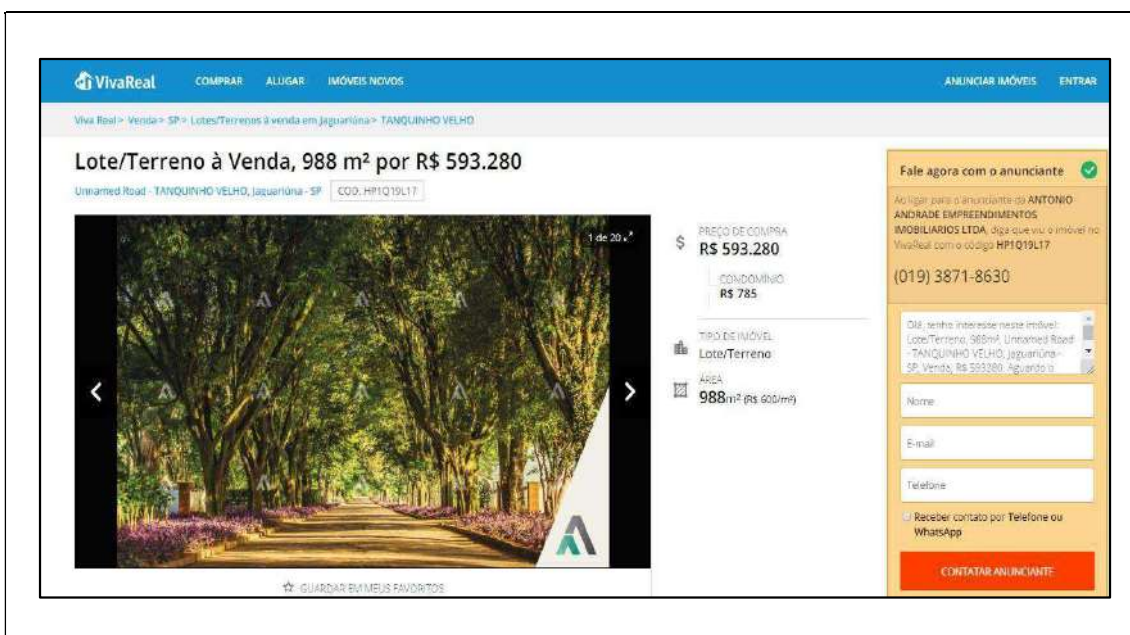 VivaReal COMPRAR ALUGAR IMÓVEIS NOVOS ANUNCIAR IMÓVEIS ENTRAR
Viva Real > Venda > SP > Lotes/Terrenos à venda em Jaguariúna > TANQUINHO VELHO
Lote/Terreno à Venda, 988 m² por R$ 593.280
Unnamed Road - TANQUINHO VELHO, Jaguariúna - SP COD. HP1Q19L17
1 de 20
PREÇO DE COMPRA
R$ 593.280
CONDOMÍNIO
R$ 785
TIPO DE IMÓVEL
Lote/Terreno
ÁREA
988m² (R$ 600/m²)
GUARDAR EM MEUS FAVORITOS
Fale agora com o anunciante
Ao ligar para o anunciante da ANTONIO
ANDRADE EMPREENDIMENTOS
IMOBILIARIOS LTDA, diga que viu o imóvel no
VivaReal com o código HP1Q19L17
(019) 3871-8630
Olá, tenho interesse neste imóvel:
Lote/Terreno, 988m², Unnamed Road
- TANQUINHO VELHO, Jaguariúna -
SP, Venda, R$ 593280. Aguardo o
Nome
E-mail
Telefone
Receber contato por Telefone ou
WhatsApp
CONTATAR ANUNCIANTE